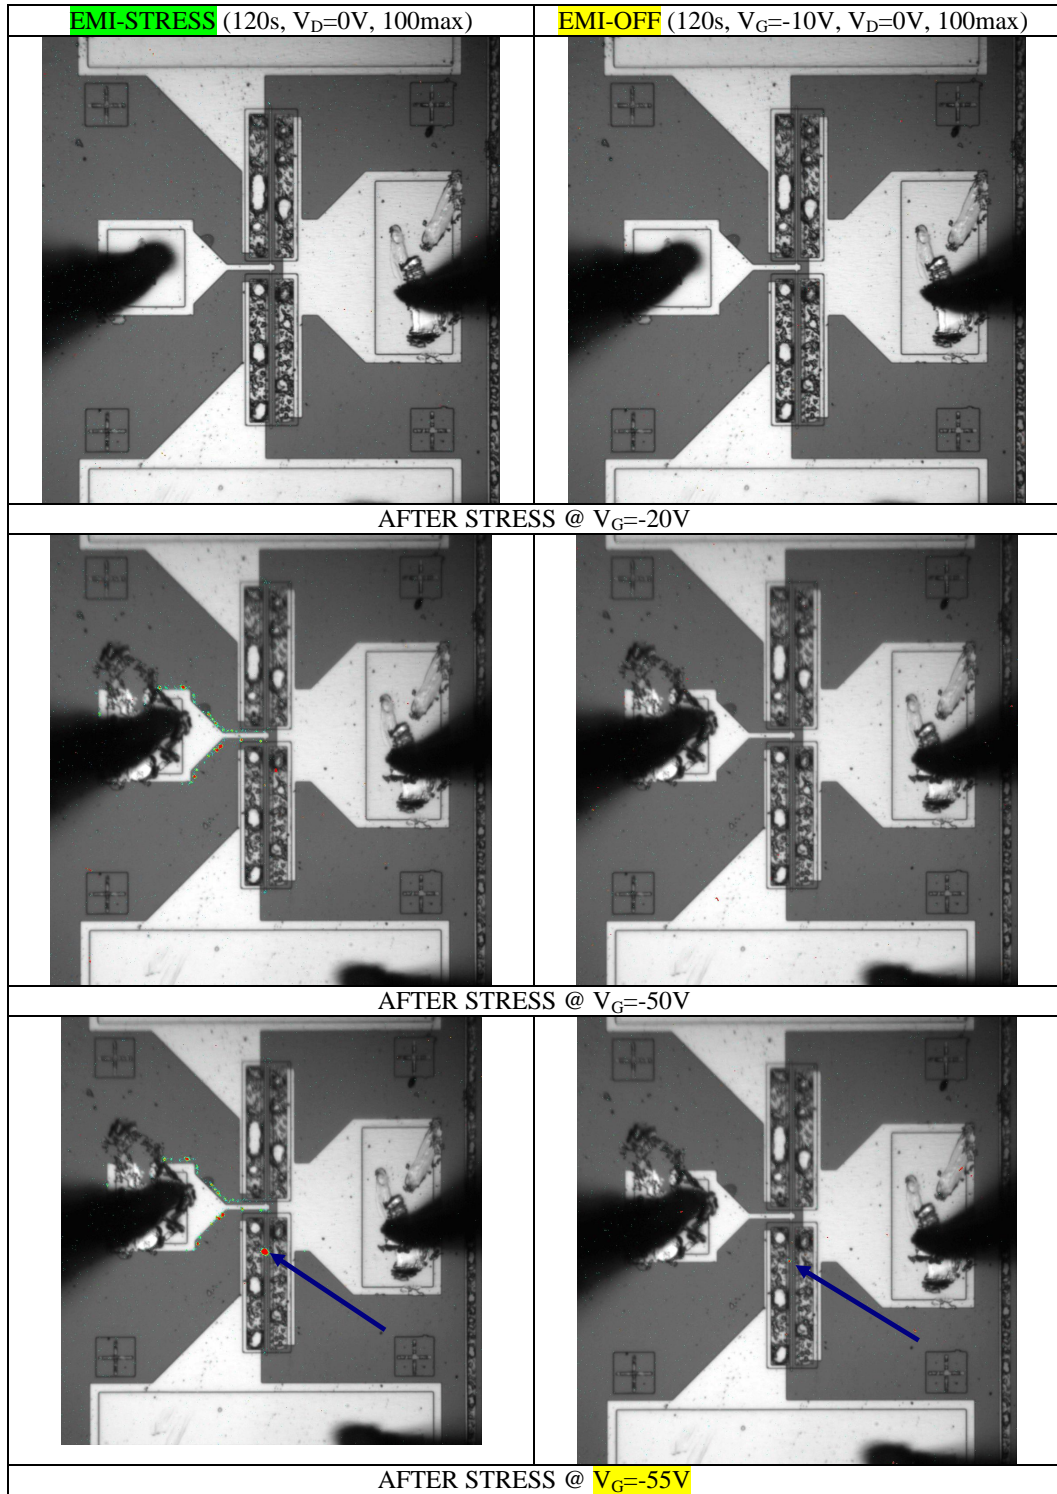 EMI-STRESS (120s, VD=0V, 100max)
EMI-OFF (120s, VG=-10V, VD=0V, 100max)
AFTER STRESS @ VG=-20V
AFTER STRESS @ VG=-50V
AFTER STRESS @ VG=-55V